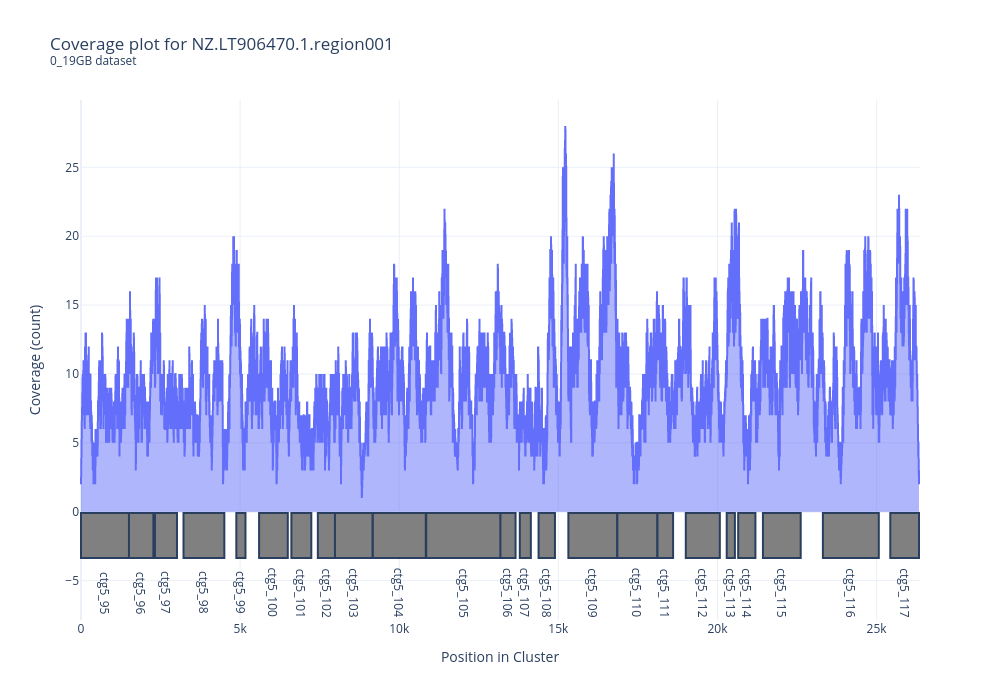 Coverage plot for NZ.LT906470.1.region001
0_19GB dataset
25
20
15
10
5
0
−5
Coverage (count)
ctg5_95
ctg5_96
ctg5_97
ctg5_98
ctg5_99
ctg5_100
ctg5_101
ctg5_102
ctg5_103
ctg5_104
ctg5_105
ctg5_106
ctg5_107
ctg5_108
ctg5_109
ctg5_110
ctg5_111
ctg5_112
ctg5_113
ctg5_114
ctg5_115
ctg5_116
ctg5_117
0 5k 10k 15k 20k 25k
Position in Cluster